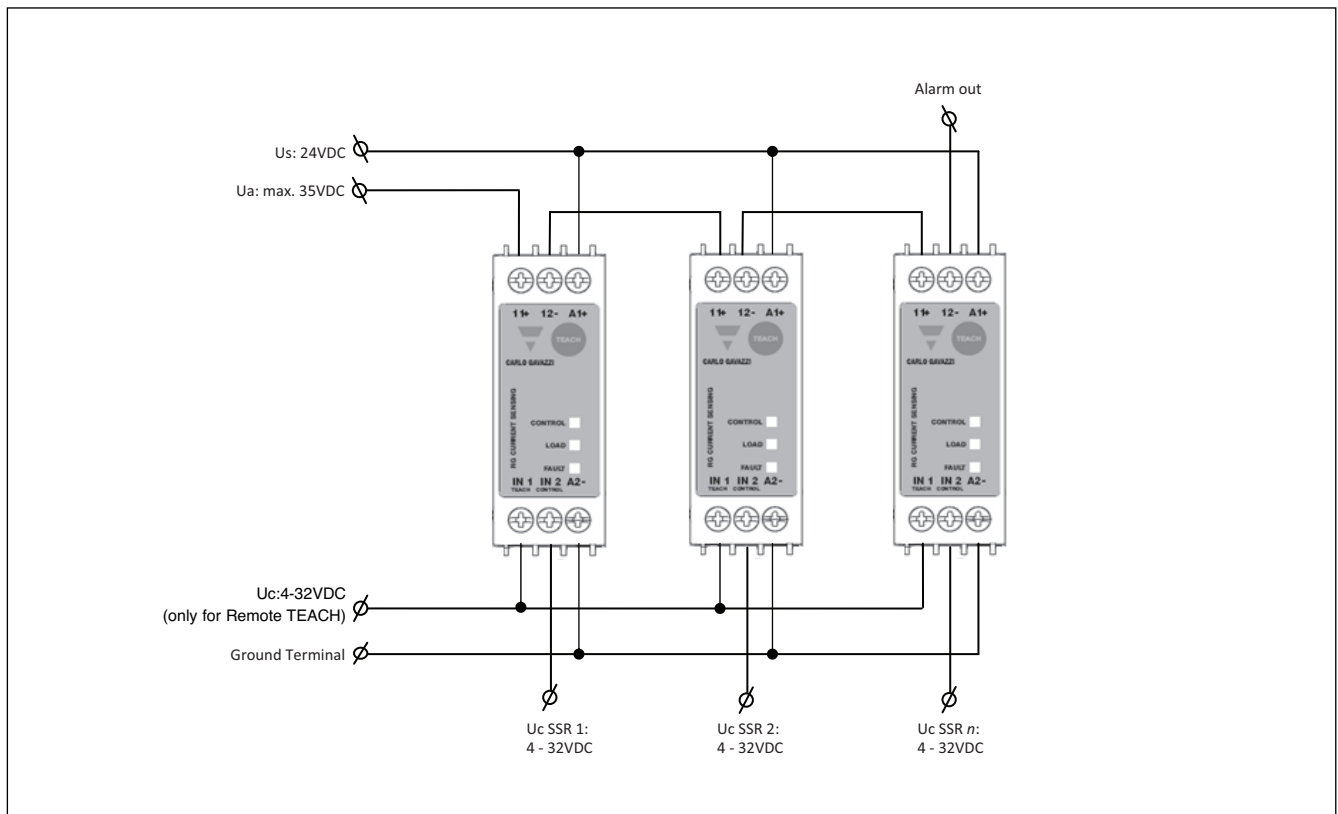 Alarm out
Us: 24VDC
Ua: max. 35VDC
11+ 12- A1+
TEACH
CARLO GAVAZZI
RG CURRENT SENSING
CONTROL
LOAD
FAULT
IN 1 IN 2 A2-
TEACH CONTROL
11+ 12- A1+
TEACH
CARLO GAVAZZI
RG CURRENT SENSING
CONTROL
LOAD
FAULT
IN 1 IN 2 A2-
TEACH CONTROL
11+ 12- A1+
TEACH
CARLO GAVAZZI
RG CURRENT SENSING
CONTROL
LOAD
FAULT
IN 1 IN 2 A2-
TEACH CONTROL
Uc:4-32VDC
(only for Remote TEACH)
Ground Terminal
Uc SSR 1:
4 - 32VDC
Uc SSR 2:
4 - 32VDC
Uc SSR n:
4 - 32VDC